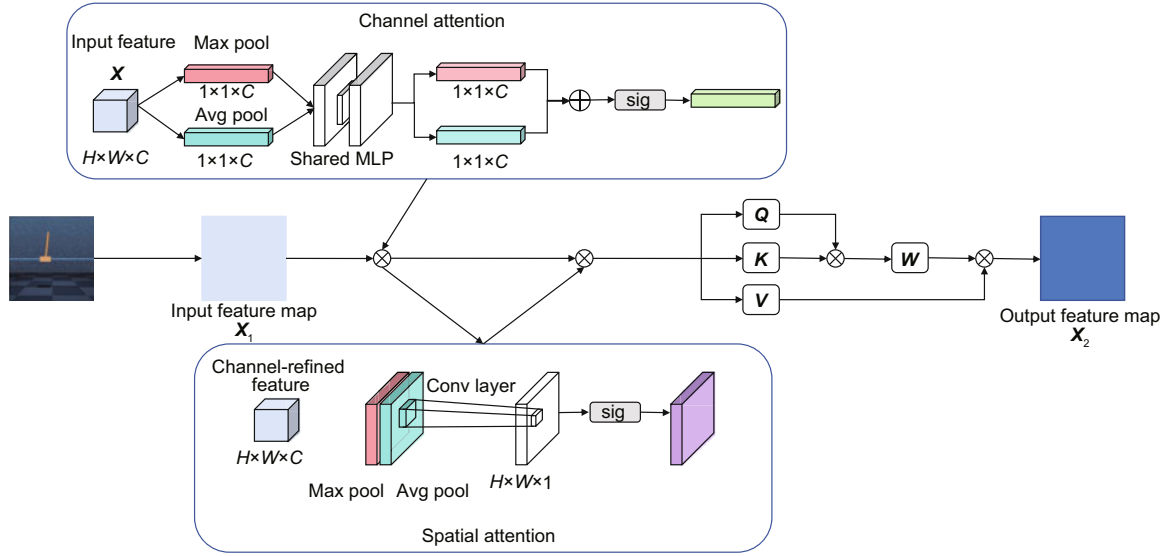 Channel attention
Input feature
Max pool
X
1×1×C
1×1×C
sig
Avg pool
H×W×C
1×1×C
Shared MLP
1×1×C
Q
K
W
V
Input feature map
X₁
Output feature map
X₂
Channel-refined
feature
Conv layer
sig
H×W×C
H×W×1
Max pool
Avg pool
Spatial attention